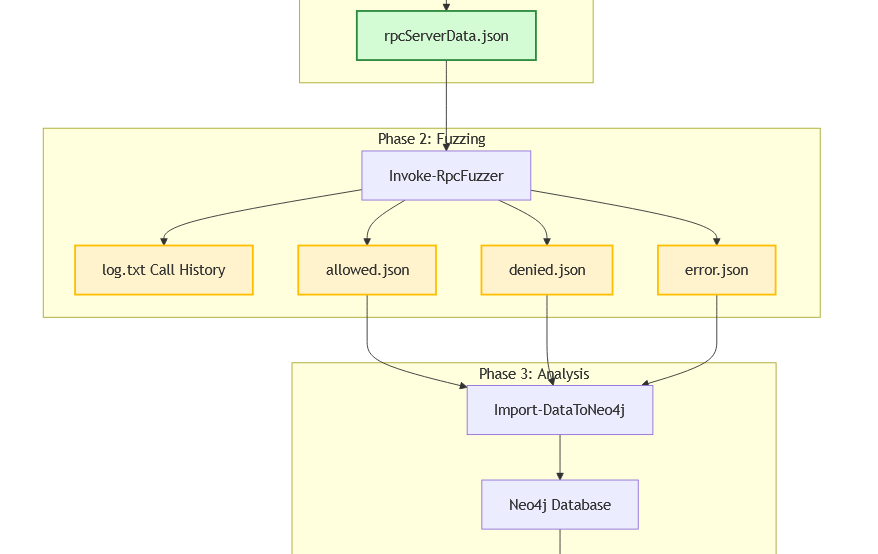 rpcServerData.json
Phase 2: Fuzzing
Invoke-RpcFuzzer
log.txt Call History
allowed.json
denied.json
error.json
Phase 3: Analysis
Import-DataToNeo4j
Neo4j Database